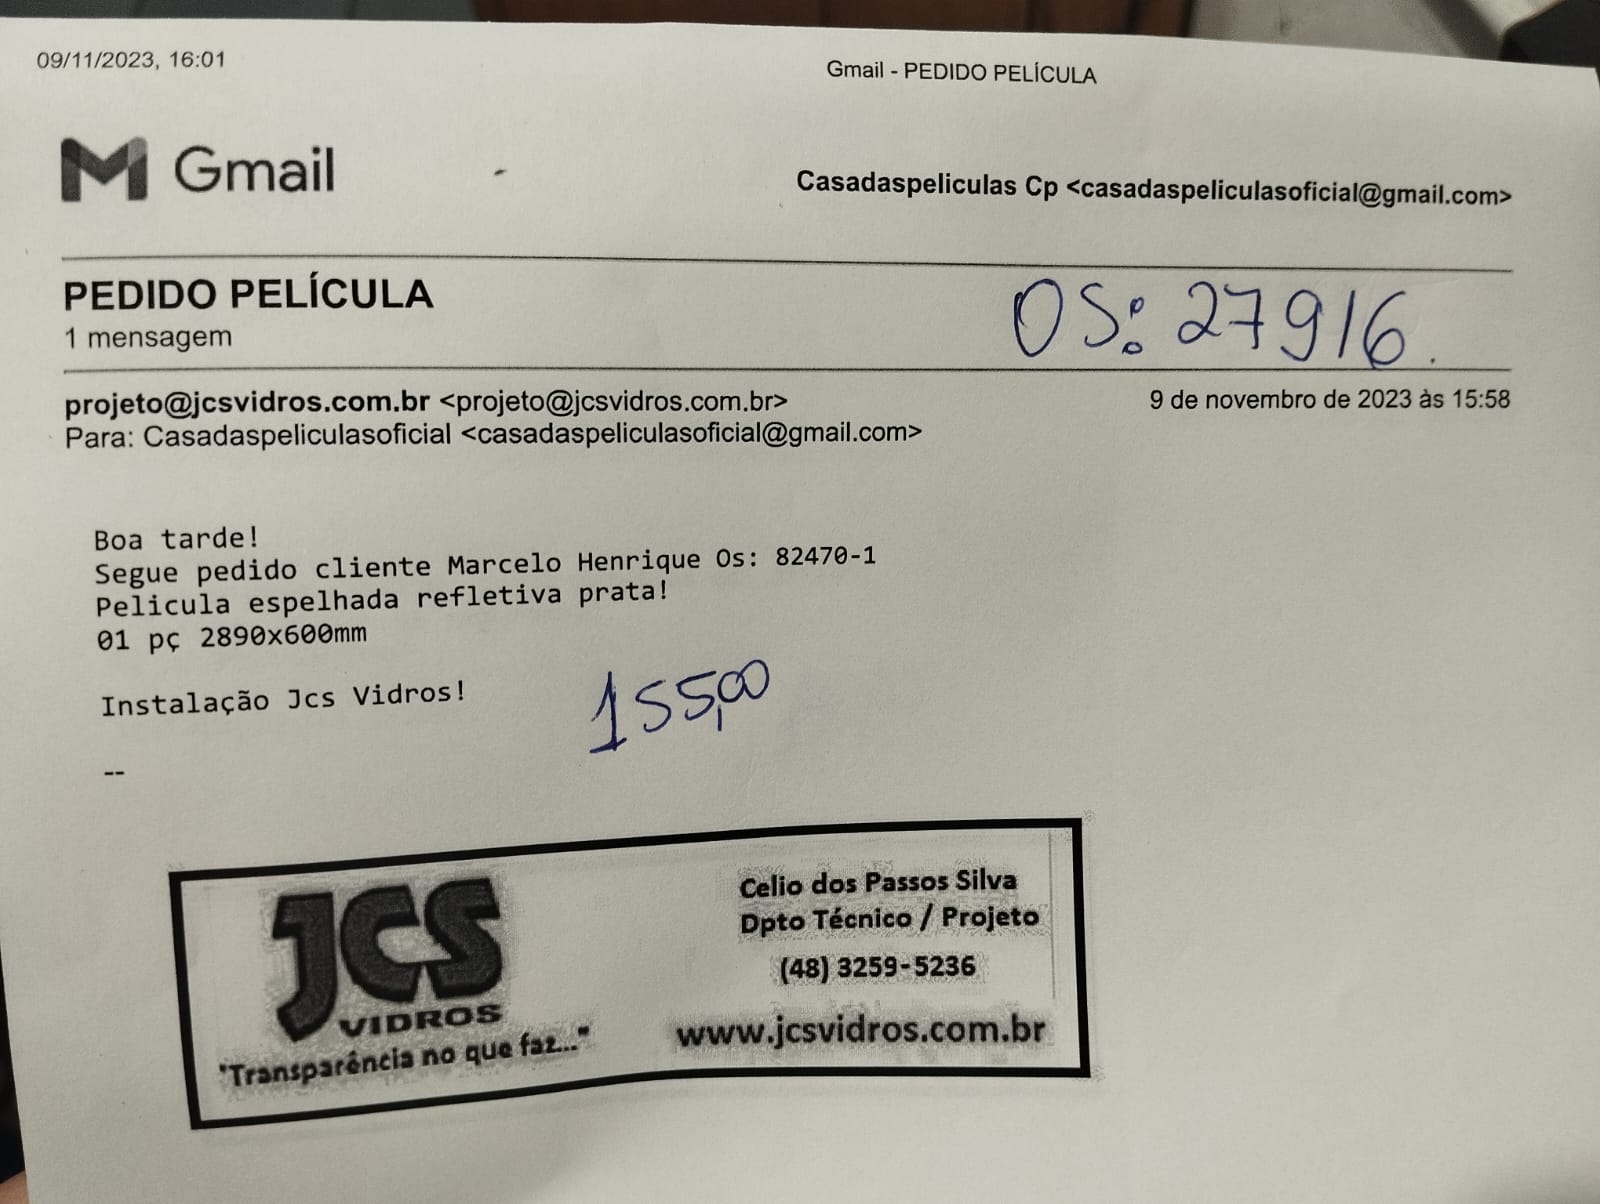 09/11/2023, 16:01
Gmail - PEDIDO PELÍCULA
Gmail
Casadaspeliculas Cp <casadaspeliculasoficial@gmail.com>
PEDIDO PELÍCULA
1 mensagem
OS: 27916.
projeto@jcsvidros.com.br <projeto@jcsvidros.com.br>
9 de novembro de 2023 às 15:58
Para: Casadaspeliculasoficial <casadaspeliculasoficial@gmail.com>
Boa tarde!
Segue pedido cliente Marcelo Henrique Os: 82470-1
Pelicula espelhada refletiva prata!
01 pç 2890x600mm
Instalação Jcs Vidros!
155,00
--
JCS
VIDROS
"Transparência no que faz..."
Celio dos Passos Silva
Dpto Técnico / Projeto
(48) 3259-5236
www.jcsvidros.com.br